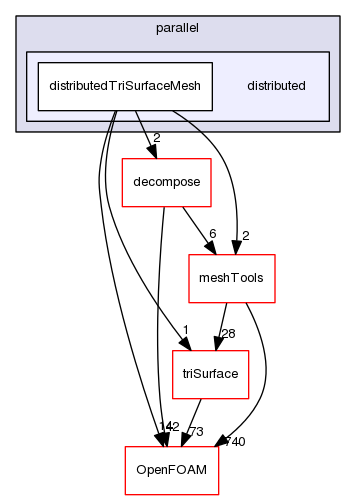 parallel
distributedTriSurfaceMesh
distributed
2
decompose
6
2
meshTools
1
28
triSurface
73
740
OpenFOAM